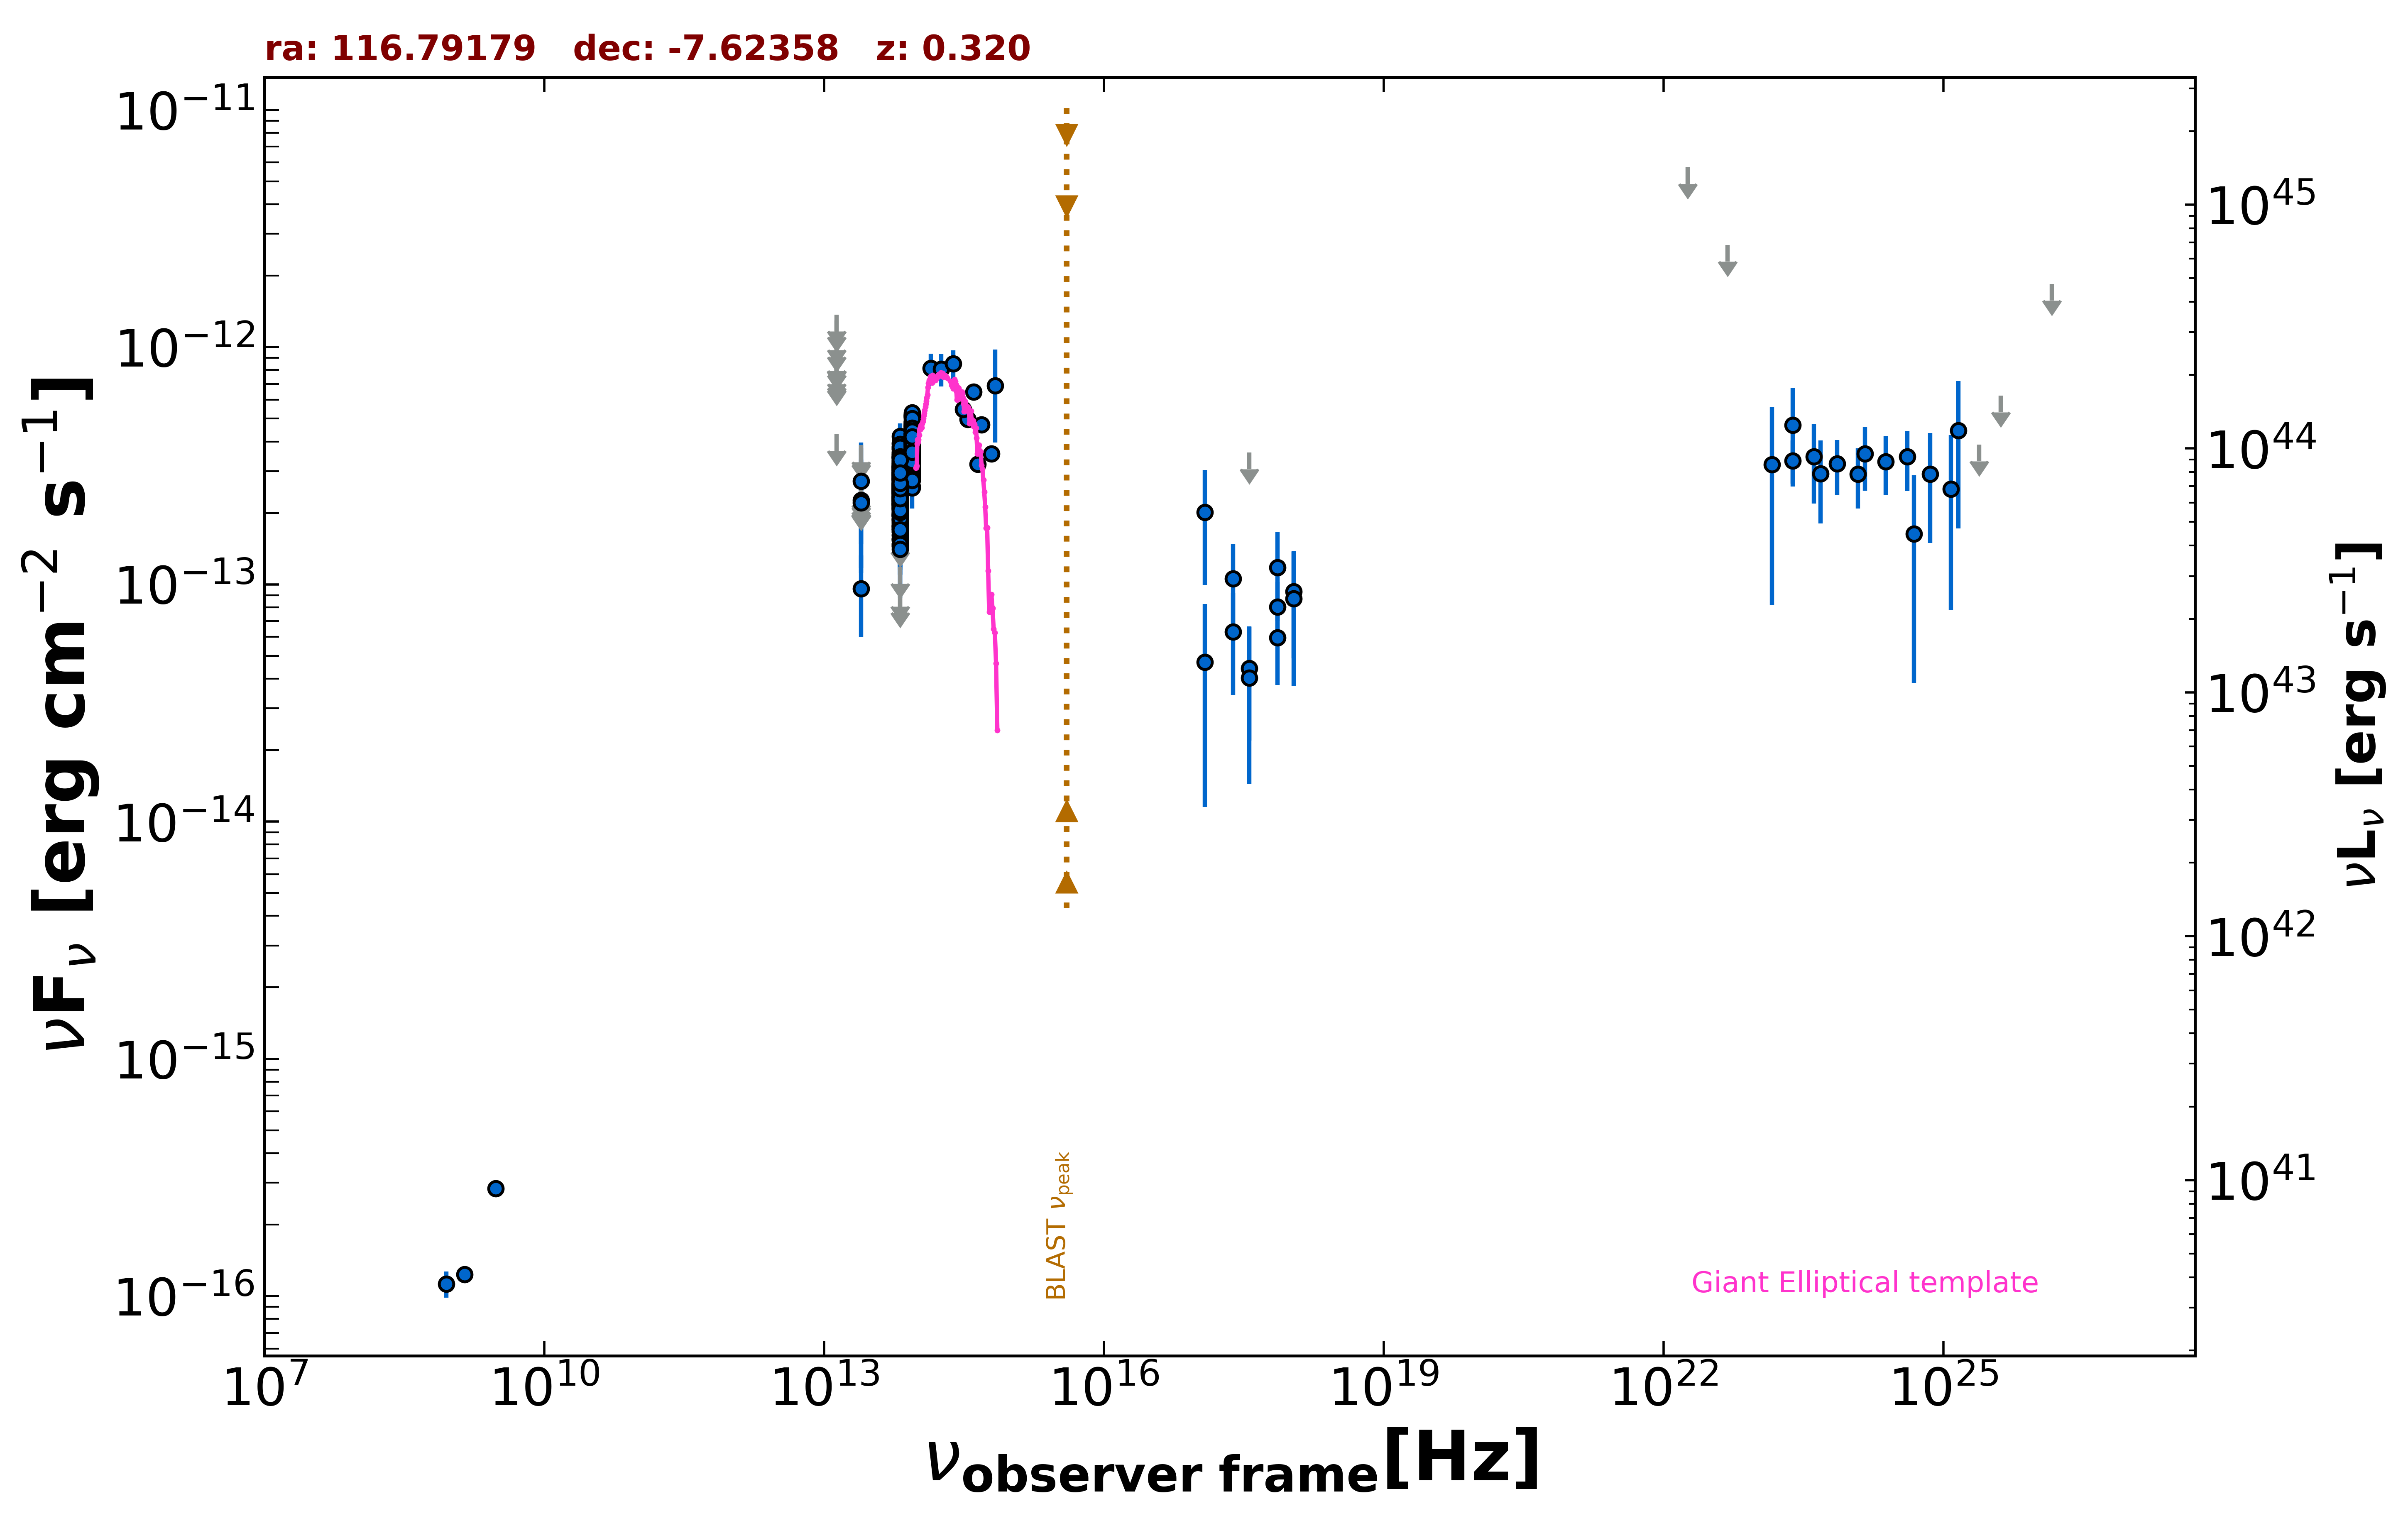 ra: 116.79179 dec: -7.62358 z: 0.320
10⁻¹¹
10⁻¹²
10⁻¹³
10⁻¹⁴
10⁻¹⁵
10⁻¹⁶
νFν [erg cm⁻² s⁻¹]
10⁴⁵
10⁴⁴
10⁴³
10⁴²
10⁴¹
νLν [erg s⁻¹]
BLAST νpeak
Giant Elliptical template
10⁷ 10¹⁰ 10¹³ 10¹⁶ 10¹⁹ 10²² 10²⁵
νobserver frame[Hz]